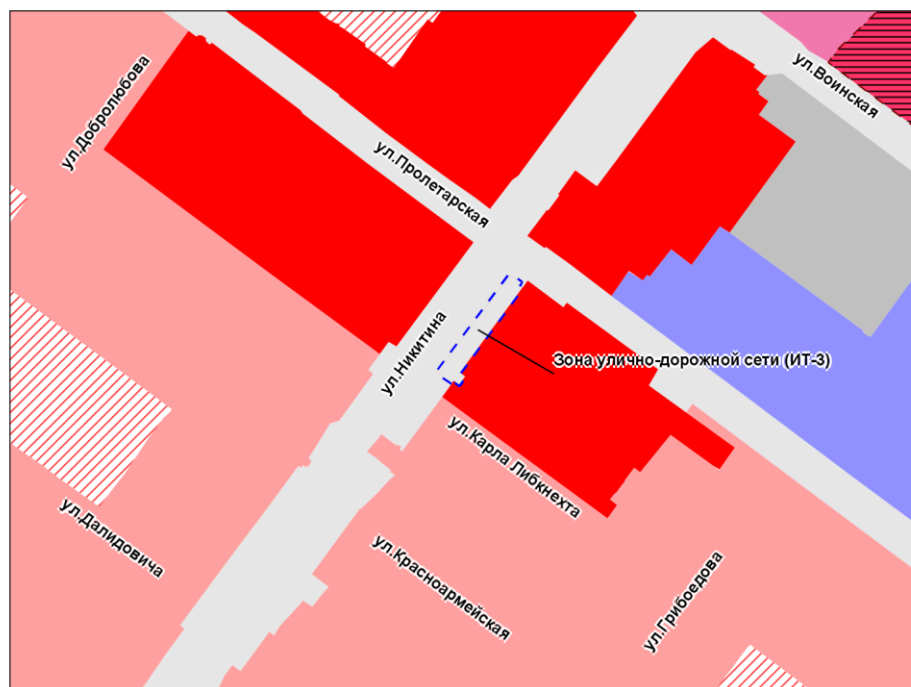 ул.Воинская
ул.Добролюбова
ул.Пролетарская
ул.Никитина
Зона улично-дорожной сети (ИТ-3)
ул.Карла Либкнехта
ул.Далидовича
ул.Красноармейская
ул.Грибоедова